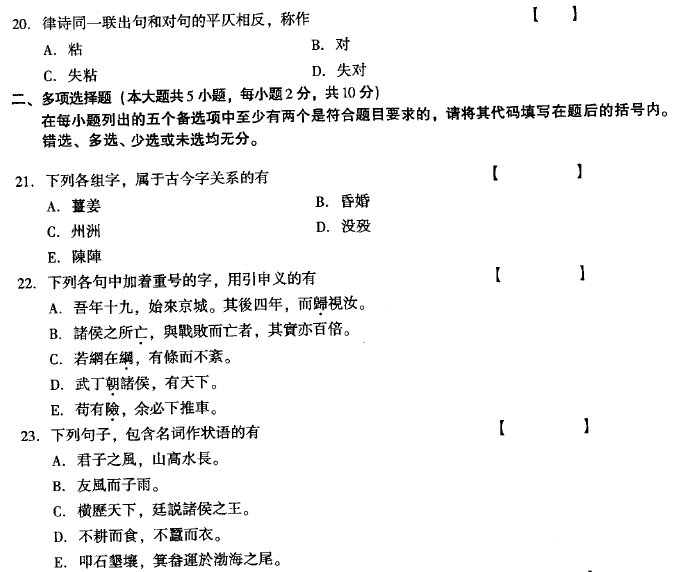 20．律诗同一联出句和对句的平仄相反，称作 【 】
A．粘 B．对
C．失粘 D．失对
二、多项选择题（本大题共5小题，每小题2分，共10分）
在每小题列出的五个备选项中至少有两个是符合题目要求的，请将其代码填写在题后的括号内。
错选、多选、少选或未选均无分。
21．下列各组字，属于古今字关系的有 【 】
A．薑姜 B．昏婚
C．州洲 D．没殁
E．陳陣
22．下列各句中加着重号的字，用引申义的有 【 】
A．吾年十九，始來京城。其後四年，而歸視汝。
B．諸侯之所亡，與戰敗而亡者，其實亦百倍。
C．若網在綱，有條而不紊。
D．武丁朝諸侯，有天下。
E．苟有險，余必下推車。
23．下列句子，包含名词作状语的有 【 】
A．君子之風，山高水長。
B．友風而子雨。
C．橫歷天下，廷説諸侯之王。
D．不耕而食，不蠶而衣。
E．叩石墾壤，箕畚運於渤海之尾。